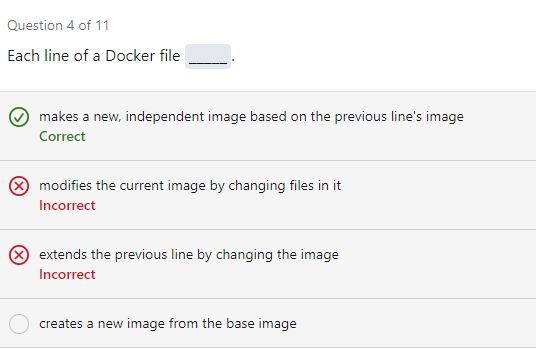 Question 4 of 11
Each line of a Docker file _____.
makes a new, independent image based on the previous line's image
Correct
modifies the current image by changing files in it
Incorrect
extends the previous line by changing the image
Incorrect
creates a new image from the base image